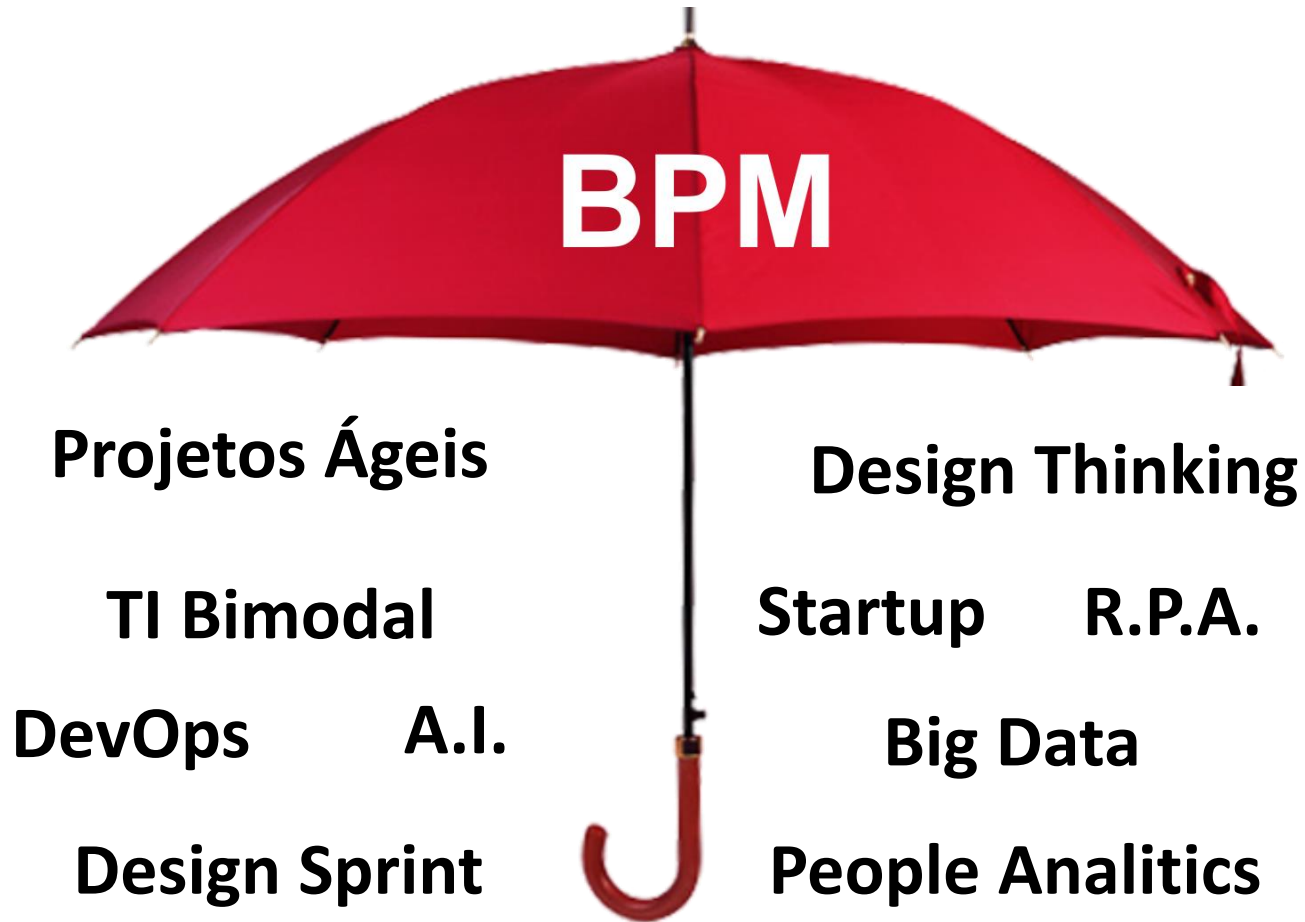 BPM
Projetos Ágeis
Design Thinking
TI Bimodal
Startup R.P.A.
DevOps A.I.
Big Data
Design Sprint
People Analitics